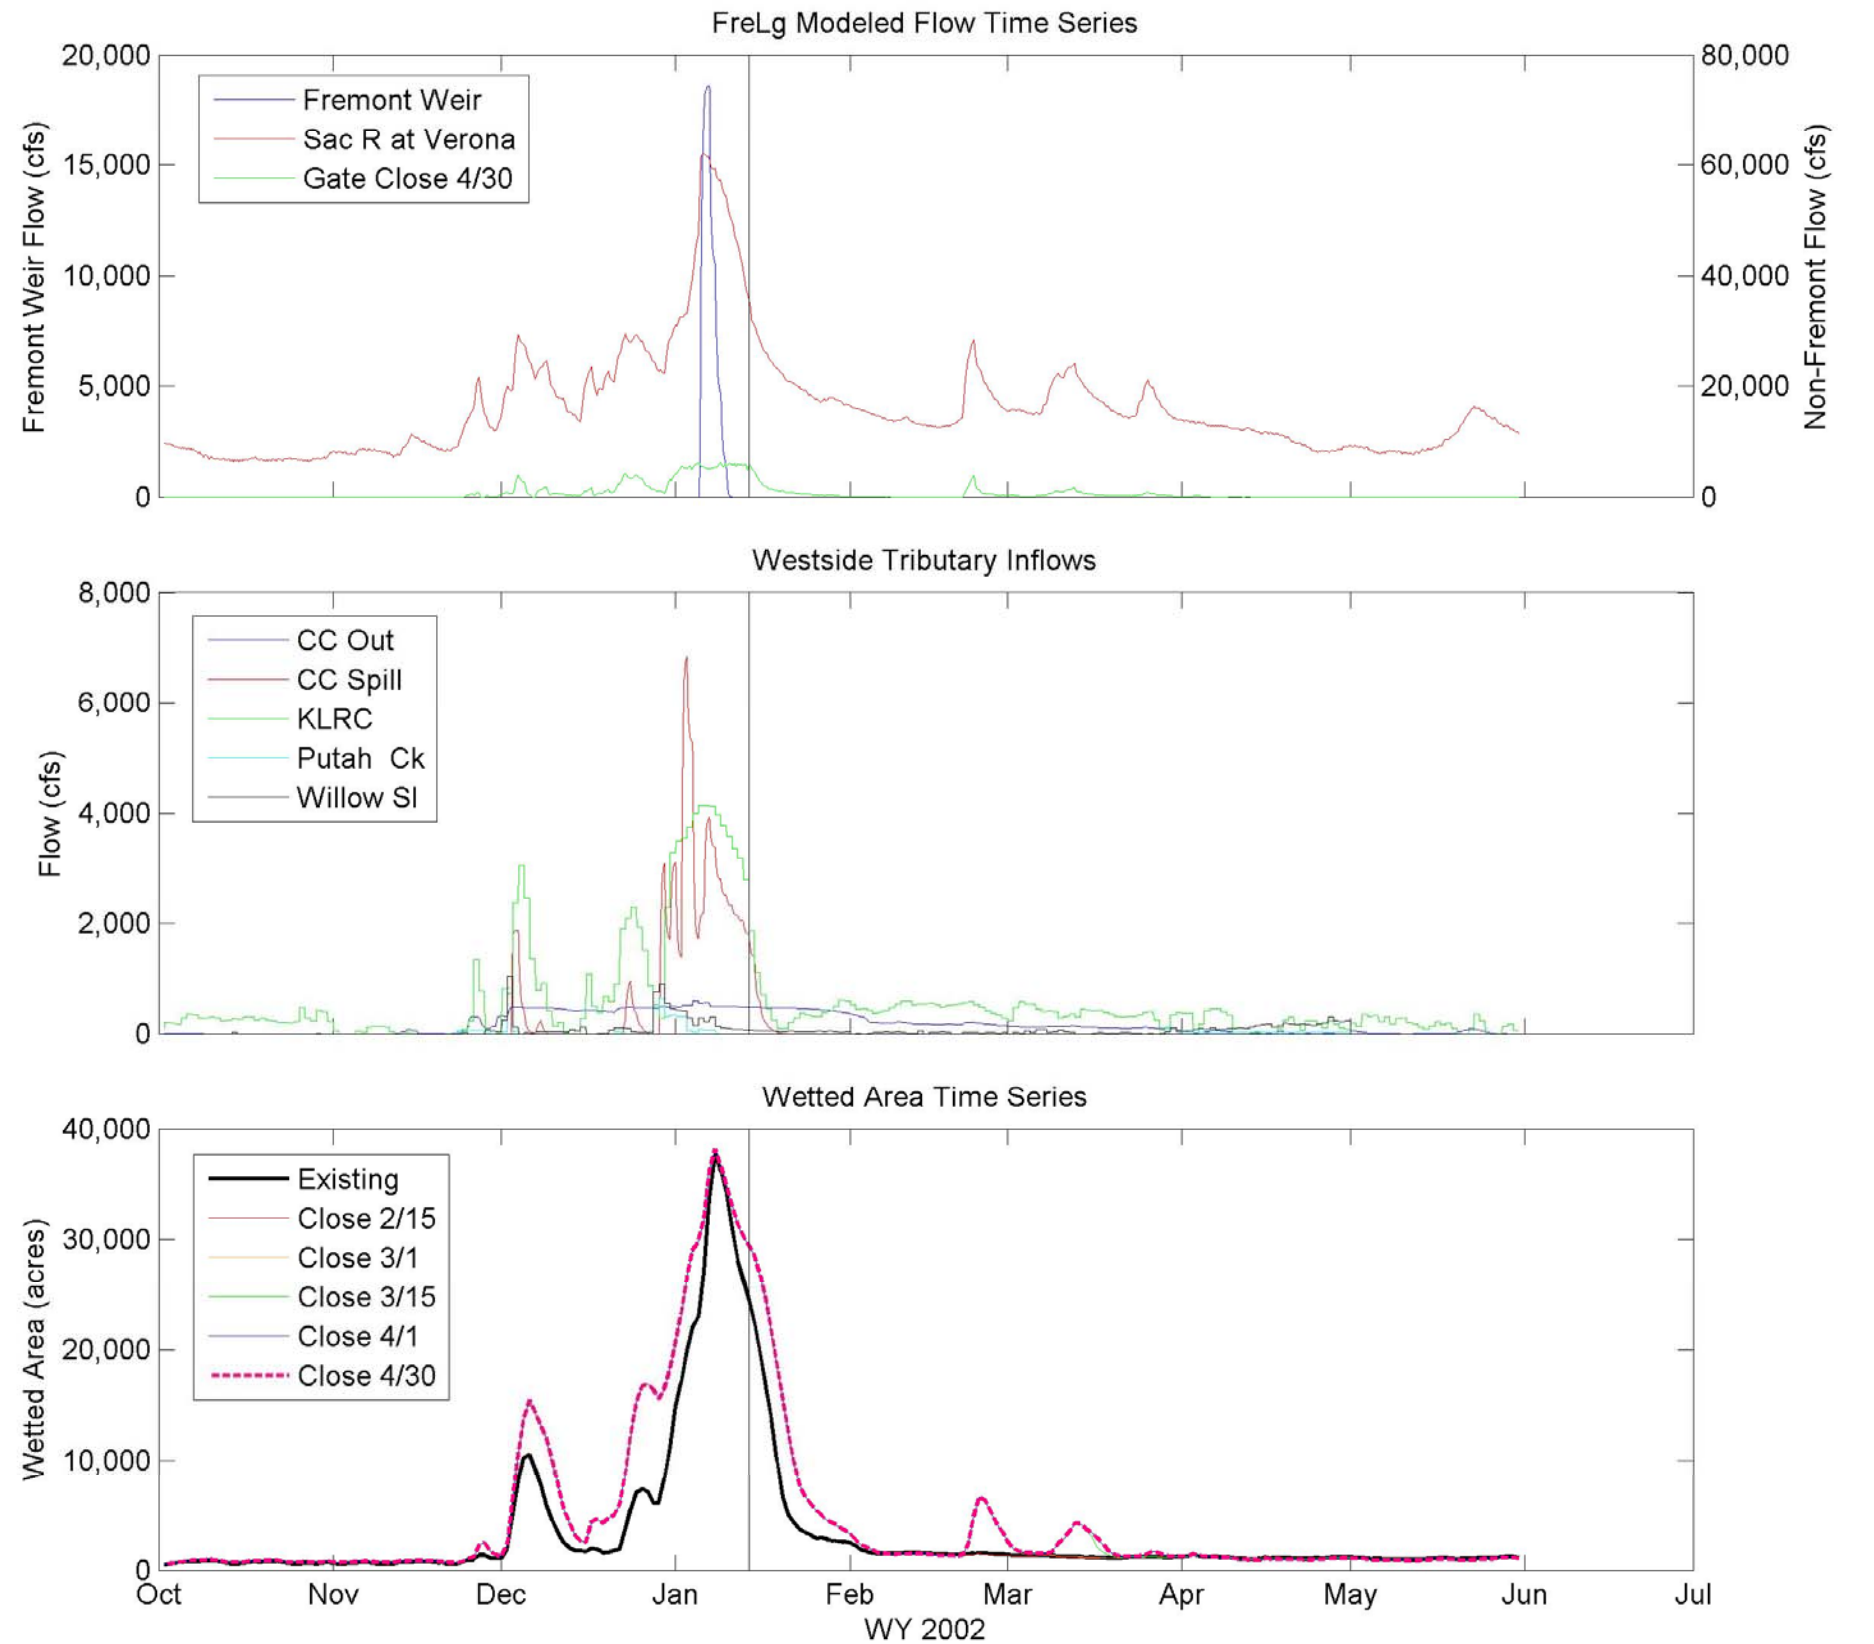 FreLg Modeled Flow Time Series
20,000
15,000
10,000
5,000
0
Fremont Weir Flow (cfs)
Fremont Weir
Sac R at Verona
Gate Close 4/30
80,000
60,000
40,000
20,000
0
Non-Fremont Flow (cfs)
Westside Tributary Inflows
8,000
6,000
4,000
2,000
0
Flow (cfs)
CC Out
CC Spill
KLRC
Putah Ck
Willow Sl
Wetted Area Time Series
40,000
30,000
20,000
10,000
0
Wetted Area (acres)
Existing
Close 2/15
Close 3/1
Close 3/15
Close 4/1
Close 4/30
Oct Nov Dec Jan Feb Mar Apr May Jun Jul
WY 2002